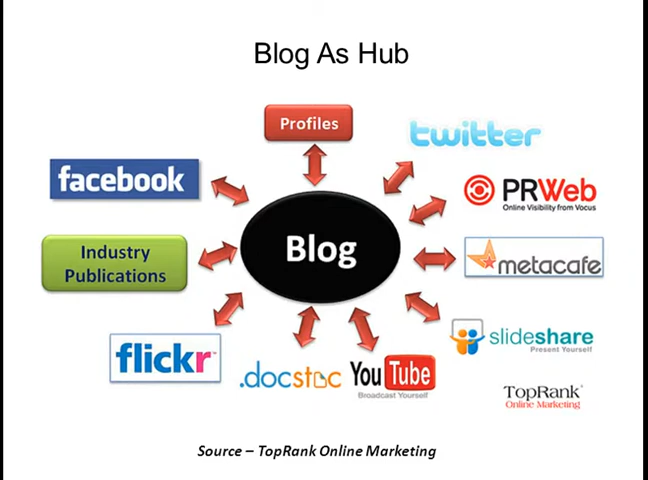 Blog As Hub
Profiles
twitter
facebook
PRWeb
Online Visibility from Vocus
Industry
Publications
Blog
metacafe
flickr
.docstoc
YouTube
Broadcast Yourself
slideshare
Present Yourself
TopRank
Online Marketing
Source – TopRank Online Marketing